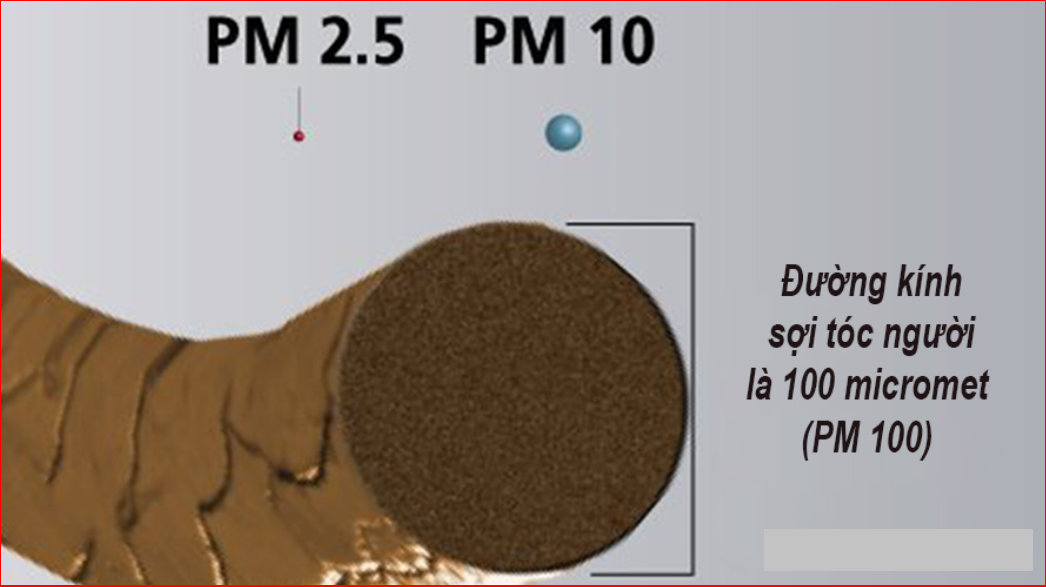 PM 2.5 PM 10
Đường kính
sợi tóc người
là 100 micromet
(PM 100)